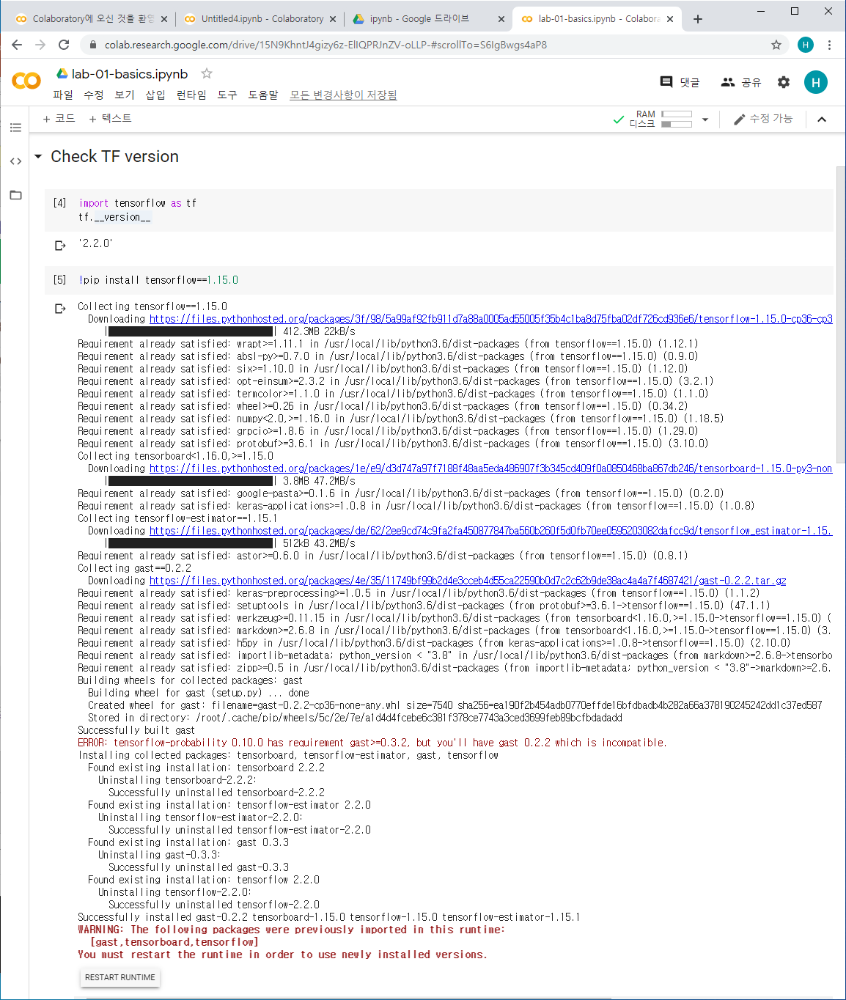 Colaboratory에 오신 것을 환영
Untitled4.ipynb - Colaboratory
ipynb - Google 드라이브
lab-01-basics.ipynb - Colabora
colab.research.google.com/drive/15N9KhntJ4gizy6z-ElIQPRJnZV-oLLP-#scrollTo=S6IgBwgs4aP8
H
lab-01-basics.ipynb
파일 수정 보기 삽입 런타임 도구 도움말 모든 변경사항이 저장됨
댓글 공유 H
+ 코드 + 텍스트
RAM
디스크
수정 가능
Check TF version
[4] import tensorflow as tf
tf.__version__
'2.2.0'
[5] !pip install tensorflow==1.15.0
Collecting tensorflow==1.15.0
Downloading https://files.pythonhosted.org/packages/3f/98/5a99af92fb911d7a88a0005ad55005f35b4c1ba8d75fba02df726cd936e6/tensorflow-1.15.0-cp36-cp3
| 412.3MB 22kB/s
Requirement already satisfied: wrapt>=1.11.1 in /usr/local/lib/python3.6/dist-packages (from tensorflow==1.15.0) (1.12.1)
Requirement already satisfied: absl-py>=0.7.0 in /usr/local/lib/python3.6/dist-packages (from tensorflow==1.15.0) (0.9.0)
Requirement already satisfied: six>=1.10.0 in /usr/local/lib/python3.6/dist-packages (from tensorflow==1.15.0) (1.12.0)
Requirement already satisfied: opt-einsum>=2.3.2 in /usr/local/lib/python3.6/dist-packages (from tensorflow==1.15.0) (3.2.1)
Requirement already satisfied: termcolor>=1.1.0 in /usr/local/lib/python3.6/dist-packages (from tensorflow==1.15.0) (1.1.0)
Requirement already satisfied: wheel>=0.26 in /usr/local/lib/python3.6/dist-packages (from tensorflow==1.15.0) (0.34.2)
Requirement already satisfied: numpy<2.0,>=1.16.0 in /usr/local/lib/python3.6/dist-packages (from tensorflow==1.15.0) (1.18.5)
Requirement already satisfied: grpcio>=1.8.6 in /usr/local/lib/python3.6/dist-packages (from tensorflow==1.15.0) (1.29.0)
Requirement already satisfied: protobuf>=3.6.1 in /usr/local/lib/python3.6/dist-packages (from tensorflow==1.15.0) (3.10.0)
Collecting tensorboard<1.16.0,>=1.15.0
Downloading https://files.pythonhosted.org/packages/1e/e9/d3d747a97f7188f48aa5eda486907f3b345cd409f0a0850468ba867db246/tensorboard-1.15.0-py3-non
| 3.8MB 47.2MB/s
Requirement already satisfied: google-pasta>=0.1.6 in /usr/local/lib/python3.6/dist-packages (from tensorflow==1.15.0) (0.2.0)
Requirement already satisfied: keras-applications>=1.0.8 in /usr/local/lib/python3.6/dist-packages (from tensorflow==1.15.0) (1.0.8)
Collecting tensorflow-estimator==1.15.1
Downloading https://files.pythonhosted.org/packages/de/62/2ee9cd74c9fa2fa450877847ba560b260f5d0fb70ee0595203082dafcc9d/tensorflow_estimator-1.15.
| 512kB 43.2MB/s
Requirement already satisfied: astor>=0.6.0 in /usr/local/lib/python3.6/dist-packages (from tensorflow==1.15.0) (0.8.1)
Collecting gast==0.2.2
Downloading https://files.pythonhosted.org/packages/4e/35/11749bf99b2d4e3cceb4d55ca22590b0d7c2c62b9de38ac4a4a7f4687421/gast-0.2.2.tar.gz
Requirement already satisfied: keras-preprocessing>=1.0.5 in /usr/local/lib/python3.6/dist-packages (from tensorflow==1.15.0) (1.1.2)
Requirement already satisfied: setuptools in /usr/local/lib/python3.6/dist-packages (from protobuf>=3.6.1->tensorflow==1.15.0) (47.1.1)
Requirement already satisfied: werkzeug>=0.11.15 in /usr/local/lib/python3.6/dist-packages (from tensorboard<1.16.0,>=1.15.0->tensorflow==1.15.0) (
Requirement already satisfied: markdown>=2.6.8 in /usr/local/lib/python3.6/dist-packages (from tensorboard<1.16.0,>=1.15.0->tensorflow==1.15.0) (3.
Requirement already satisfied: h5py in /usr/local/lib/python3.6/dist-packages (from keras-applications>=1.0.8->tensorflow==1.15.0) (2.10.0)
Requirement already satisfied: importlib-metadata; python_version < "3.8" in /usr/local/lib/python3.6/dist-packages (from markdown>=2.6.8->tensorbo
Requirement already satisfied: zipp>=0.5 in /usr/local/lib/python3.6/dist-packages (from importlib-metadata; python_version < "3.8"->markdown>=2.6.
Building wheels for collected packages: gast
Building wheel for gast (setup.py) ... done
Created wheel for gast: filename=gast-0.2.2-cp36-none-any.whl size=7540 sha256=ea190f2b454adb0770effde16bfdbadb4b282a66a378190245242dd1c37ed587
Stored in directory: /root/.cache/pip/wheels/5c/2e/7e/a1d4d4fcebe6c381f378ce7743a3ced3699feb89bcfbdadadd
Successfully built gast
ERROR: tensorflow-probability 0.10.0 has requirement gast>=0.3.2, but you'll have gast 0.2.2 which is incompatible.
Installing collected packages: tensorboard, tensorflow-estimator, gast, tensorflow
Found existing installation: tensorboard 2.2.2
Uninstalling tensorboard-2.2.2:
Successfully uninstalled tensorboard-2.2.2
Found existing installation: tensorflow-estimator 2.2.0
Uninstalling tensorflow-estimator-2.2.0:
Successfully uninstalled tensorflow-estimator-2.2.0
Found existing installation: gast 0.3.3
Uninstalling gast-0.3.3:
Successfully uninstalled gast-0.3.3
Found existing installation: tensorflow 2.2.0
Uninstalling tensorflow-2.2.0:
Successfully uninstalled tensorflow-2.2.0
Successfully installed gast-0.2.2 tensorboard-1.15.0 tensorflow-1.15.0 tensorflow-estimator-1.15.1
WARNING: The following packages were previously imported in this runtime:
[gast,tensorboard,tensorflow]
You must restart the runtime in order to use newly installed versions.
RESTART RUNTIME